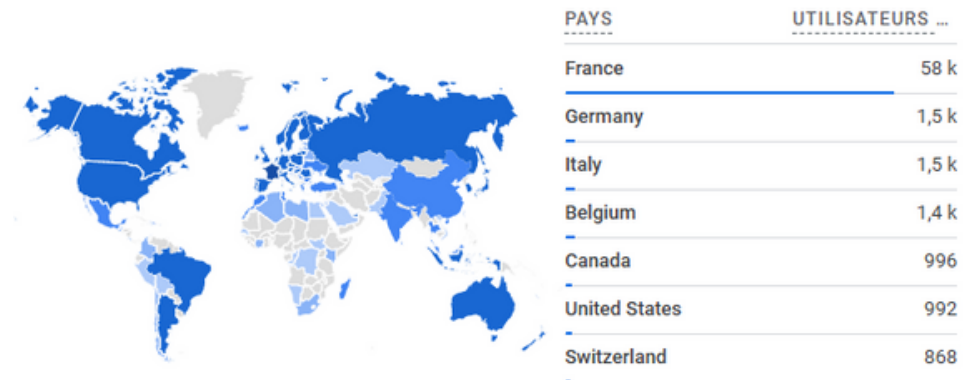 PAYS UTILISATEURS …
France 58 k
Germany 1,5 k
Italy 1,5 k
Belgium 1,4 k
Canada 996
United States 992
Switzerland 868